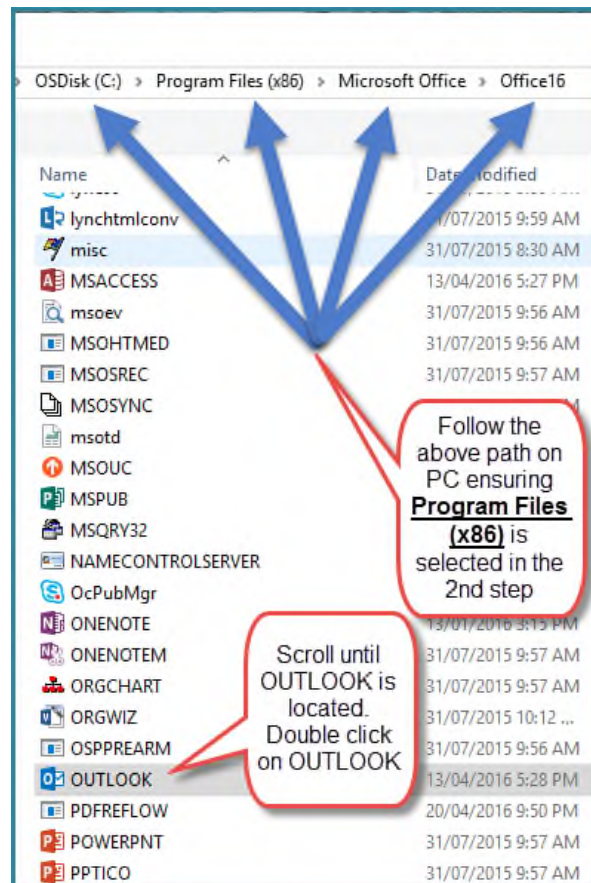 OSDisk (C:) › Program Files (x86) › Microsoft Office › Office16
Name Date modified
lynchtmlconv 31/07/2015 9:59 AM
misc 31/07/2015 8:30 AM
MSACCESS 13/04/2016 5:27 PM
msoev 31/07/2015 9:56 AM
MSOHTMED 31/07/2015 9:56 AM
MSOSREC 31/07/2015 9:57 AM
MSOSYNC
msotd
MSOUC
MSPUB
MSQRY32
NAMECONTROLSERVER
OcPubMgr
Follow the
above path on
PC ensuring
Program Files
(x86) is
selected in the
2nd step
ONENOTE 13/01/2016 3:15 PM
ONENOTEM 31/07/2015 9:57 AM
ORGCHART 31/07/2015 9:57 AM
ORGWIZ 31/07/2015 10:12 ...
OSPPREARM 31/07/2015 9:56 AM
Scroll until
OUTLOOK is
located.
Double click
on OUTLOOK
OUTLOOK 13/04/2016 5:28 PM
PDFREFLOW 20/04/2016 9:50 PM
POWERPNT 31/07/2015 9:57 AM
PPTICO 31/07/2015 9:57 AM